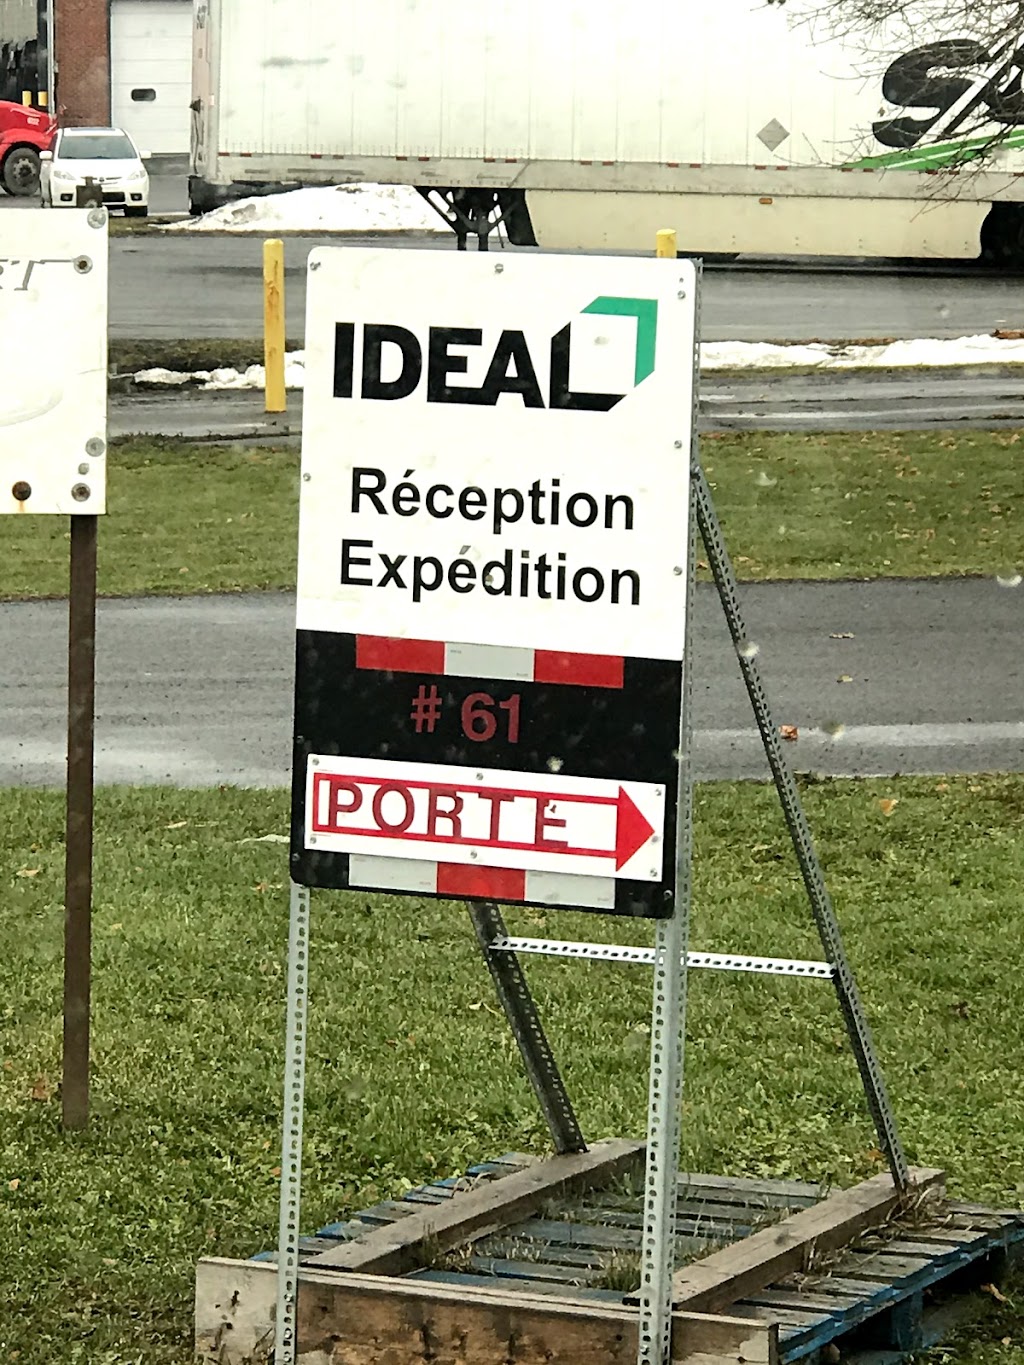 IDEAL
Réception
Expédition
# 61
PORTE